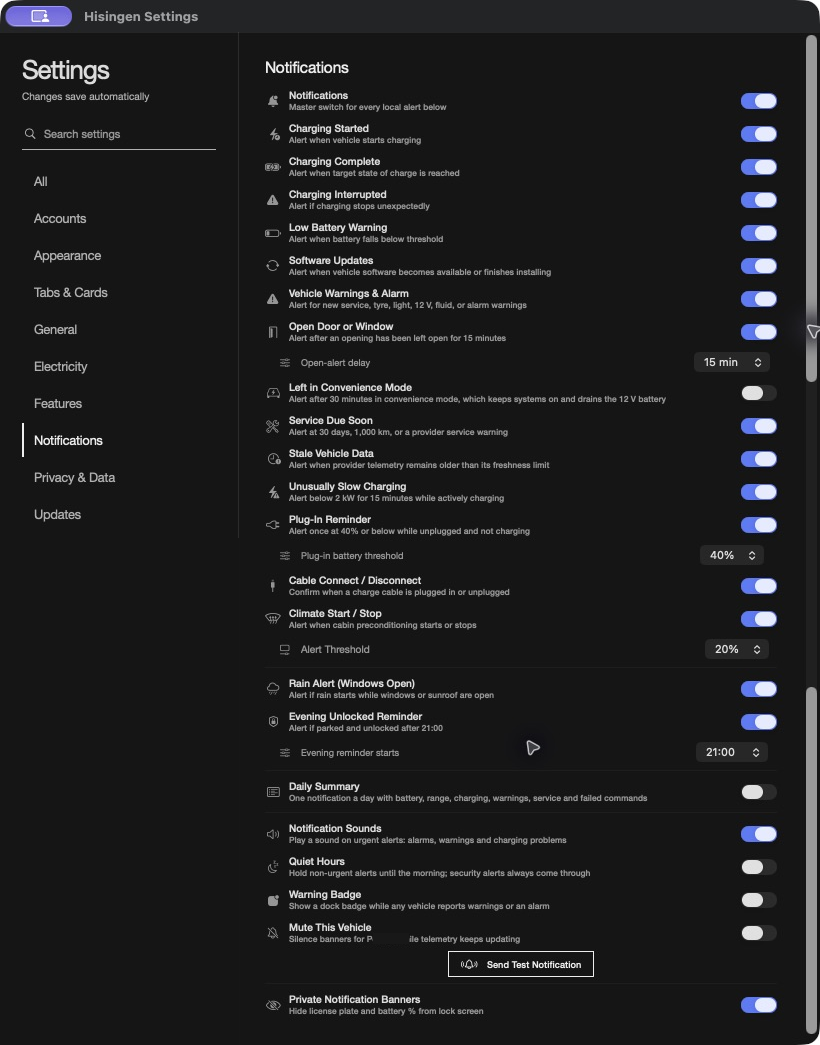 Hisingen Settings
Settings
Changes save automatically
Search settings
All
Accounts
Appearance
Tabs & Cards
General
Electricity
Features
Notifications
Privacy & Data
Updates
Notifications
Notifications
Master switch for every local alert below
Charging Started
Alert when vehicle starts charging
Charging Complete
Alert when target state of charge is reached
Charging Interrupted
Alert if charging stops unexpectedly
Low Battery Warning
Alert when battery falls below threshold
Software Updates
Alert when vehicle software becomes available or finishes installing
Vehicle Warnings & Alarm
Alert for new service, tyre, light, 12 V, fluid, or alarm warnings
Open Door or Window
Alert after an opening has been left open for 15 minutes
Open-alert delay 15 min
Left in Convenience Mode
Alert after 30 minutes in convenience mode, which keeps systems on and drains the 12 V battery
Service Due Soon
Alert at 30 days, 1,000 km, or a provider service warning
Stale Vehicle Data
Alert when provider telemetry remains older than its freshness limit
Unusually Slow Charging
Alert below 2 kW for 15 minutes while actively charging
Plug-In Reminder
Alert once at 40% or below while unplugged and not charging
Plug-in battery threshold 40%
Cable Connect / Disconnect
Confirm when a charge cable is plugged in or unplugged
Climate Start / Stop
Alert when cabin preconditioning starts or stops
Alert Threshold 20%
Rain Alert (Windows Open)
Alert if rain starts while windows or sunroof are open
Evening Unlocked Reminder
Alert if parked and unlocked after 21:00
Evening reminder starts 21:00
Daily Summary
One notification a day with battery, range, charging, warnings, service and failed commands
Notification Sounds
Play a sound on urgent alerts: alarms, warnings and charging problems
Quiet Hours
Hold non-urgent alerts until the morning; security alerts always come through
Warning Badge
Show a dock badge while any vehicle reports warnings or an alarm
Mute This Vehicle
Silence banners for telemetry keeps updating
Send Test Notification
Private Notification Banners
Hide license plate and battery % from lock screen